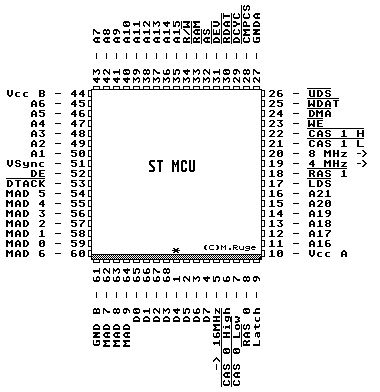 43 - A7
42 - A8
41 - A9
40 - A10
39 - A11
38 - A12
37 - A13
36 - A14
35 - A15
34 - R/W
33 - RAM
32 - AS
31 - DEV
30 - RDAT
29 - DCYC
28 - CMPCS
27 - GNDA
Vcc B - 44
A6 - 45
A5 - 46
A4 - 47
A3 - 48
A2 - 49
A1 - 50
VSync - 51
DE - 52
DTACK - 53
MAD 5 - 54
MAD 4 - 55
MAD 3 - 56
MAD 2 - 57
MAD 1 - 58
MAD 0 - 59
MAD 6 - 60
ST MCU
* (C)M.Ruge
26 - UDS
25 - WDAT
24 - DMA
23 - WE
22 - CAS 1 H
21 - CAS 1 L
20 - 8 MHz ->
19 - 4 MHz ->
18 - RAS 1
17 - LDS
16 - A21
15 - A20
14 - A19
13 - A18
12 - A17
11 - A16
10 - Vcc A
61 - GND B
62 - MAD 7
63 - MAD 8
64 - MAD 9
65 - D0
66 - D1
67 - D2
68 - D3
1 - D4
2 - D5
3 - D6
4 - D7
5 - -> 16MHz
6 - CAS 0 High
7 - CAS 0 Low
8 - RAS 0
9 - Latch